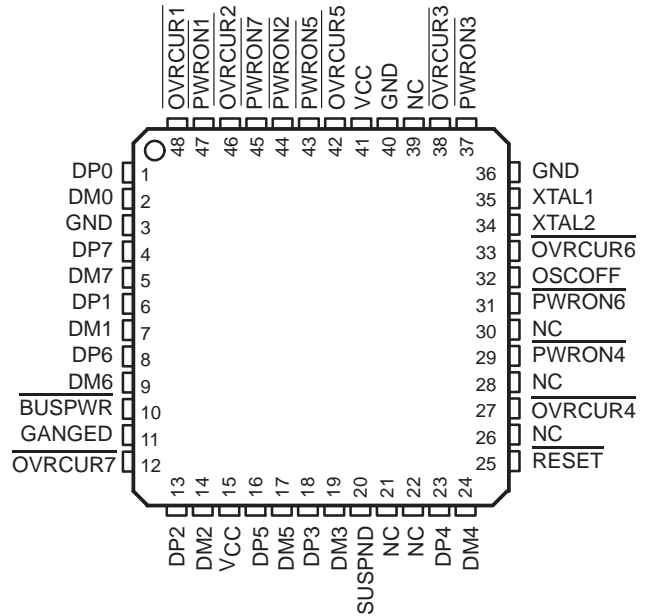 OVRCUR1
PWRON1
OVRCUR2
PWRON7
PWRON2
PWRON5
OVRCUR5
VCC
GND
NC
OVRCUR3
PWRON3
48 47 46 45 44 43 42 41 40 39 38 37
DP0 1
DM0 2
GND 3
DP7 4
DM7 5
DP1 6
DM1 7
DP6 8
DM6 9
BUSPWR 10
GANGED 11
OVRCUR7 12
36 GND
35 XTAL1
34 XTAL2
33 OVRCUR6
32 OSCOFF
31 PWRON6
30 NC
29 PWRON4
28 NC
27 OVRCUR4
26 NC
25 RESET
13 14 15 16 17 18 19 20 21 22 23 24
DP2
DM2
VCC
DP5
DM5
DP3
DM3
SUSPND
NC
NC
DP4
DM4